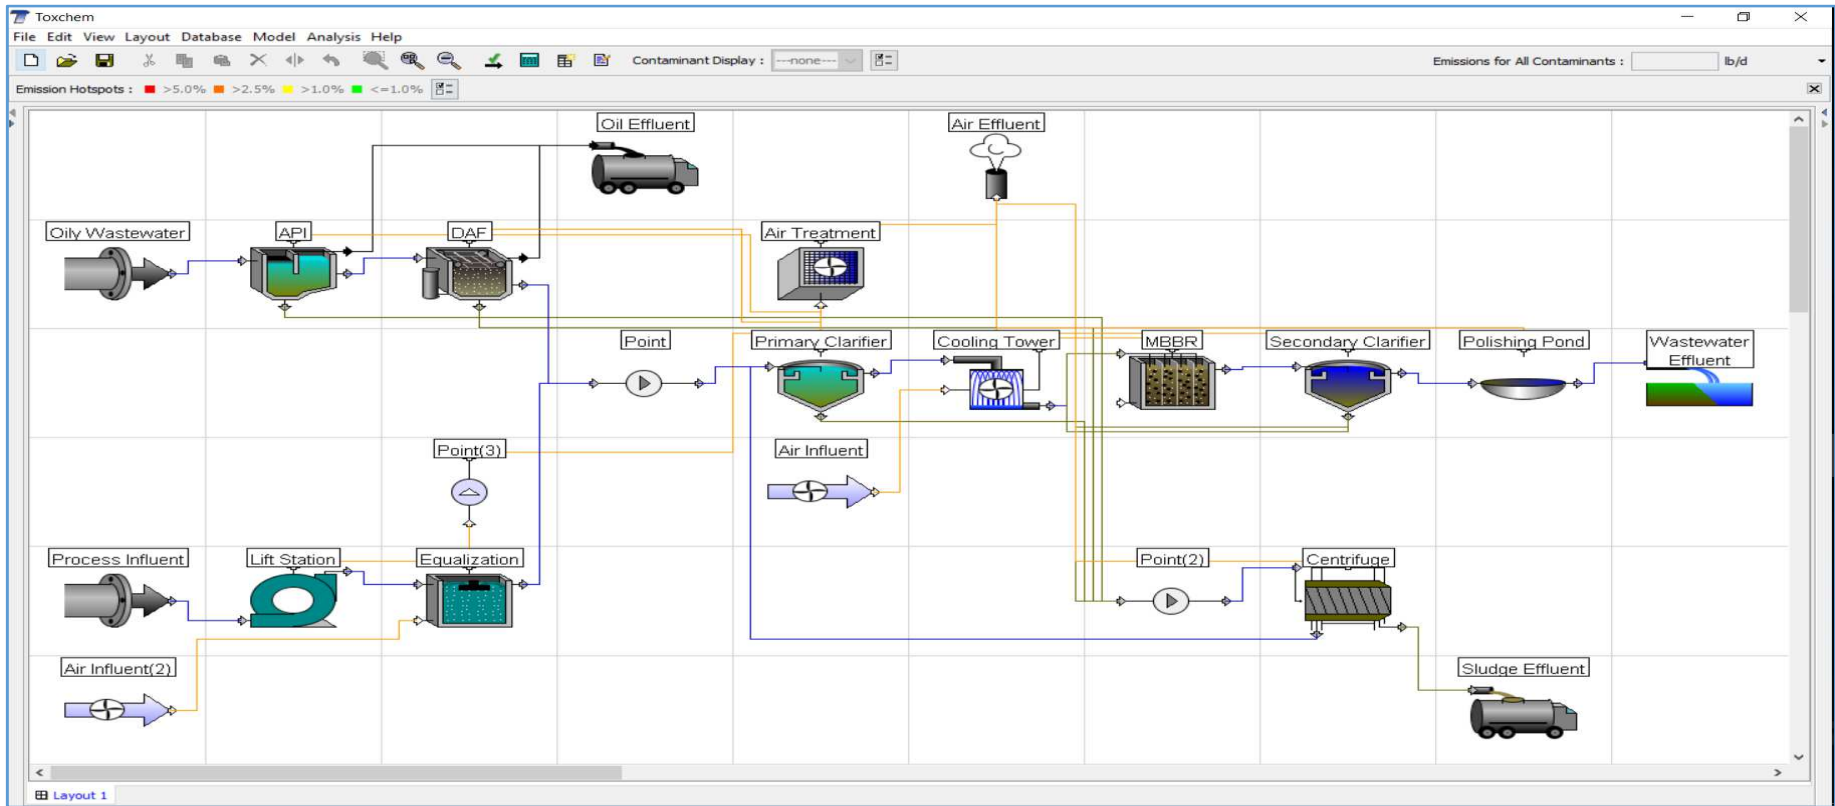 Toxchem
File Edit View Layout Database Model Analysis Help
Contaminant Display : ---none--- Emissions for All Contaminants : lb/d
Emission Hotspots : >5.0% >2.5% >1.0% <=1.0%
Oil Effluent Air Effluent
Oily Wastewater API DAF Air Treatment
Point Primary Clarifier Cooling Tower MBBR Secondary Clarifier Polishing Pond Wastewater
Effluent
Point(3) Air Influent
Process Influent Lift Station Equalization Point(2) Centrifuge
Air Influent(2) Sludge Effluent
Layout 1